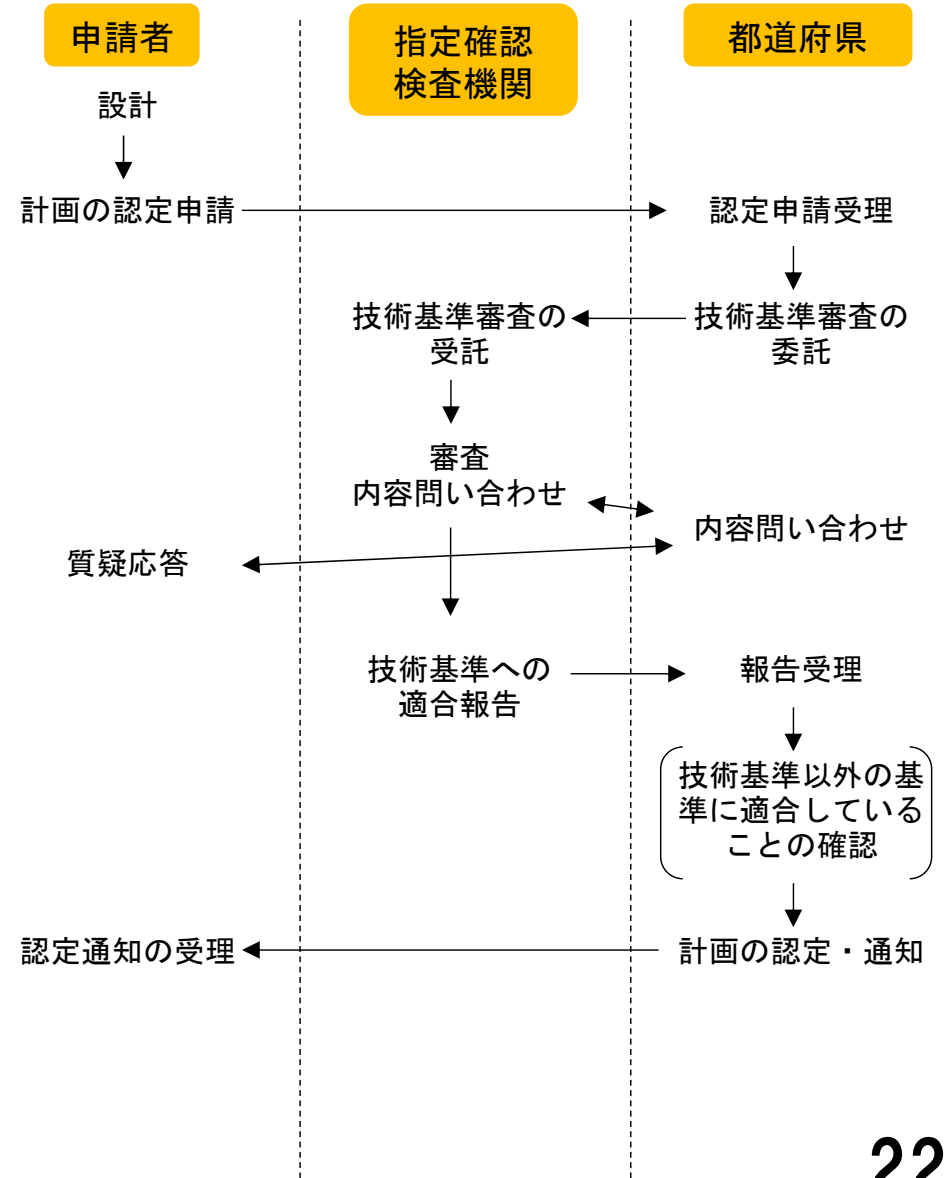 申請者
指定確認
検査機関
都道府県
設計
計画の認定申請
認定申請受理
技術基準審査の
受託
技術基準審査の
委託
審査
内容問い合わせ
内容問い合わせ
質疑応答
技術基準への
適合報告
報告受理
技術基準以外の基
準に適合している
ことの確認
認定通知の受理
計画の認定・通知
22